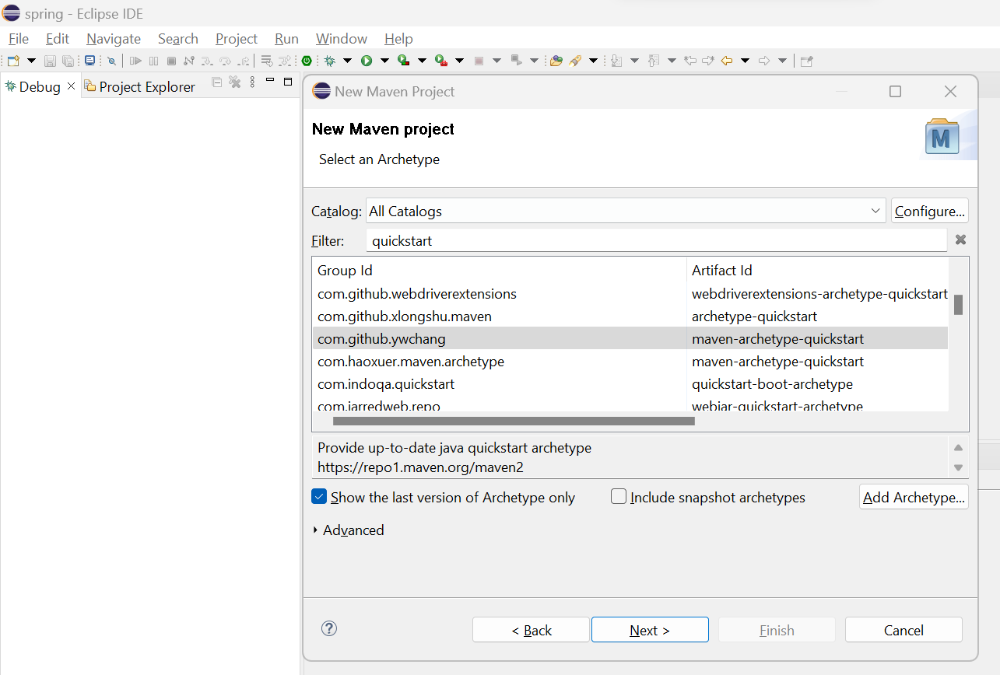 spring - Eclipse IDE
File Edit Navigate Search Project Run Window Help
Debug Project Explorer
New Maven Project
New Maven project
Select an Archetype
M
Catalog: All Catalogs Configure...
Filter: quickstart
Group Id Artifact Id
com.github.webdriverextensions webdriverextensions-archetype-quickstart
com.github.xlongshu.maven archetype-quickstart
com.github.ywchang maven-archetype-quickstart
com.haoxuer.maven.archetype maven-archetype-quickstart
com.indoqa.quickstart quickstart-boot-archetype
com.jarredweb.repo webjar-quickstart-archetype
Provide up-to-date java quickstart archetype
https://repo1.maven.org/maven2
Show the last version of Archetype only Include snapshot archetypes Add Archetype...
Advanced
? < Back Next > Finish Cancel